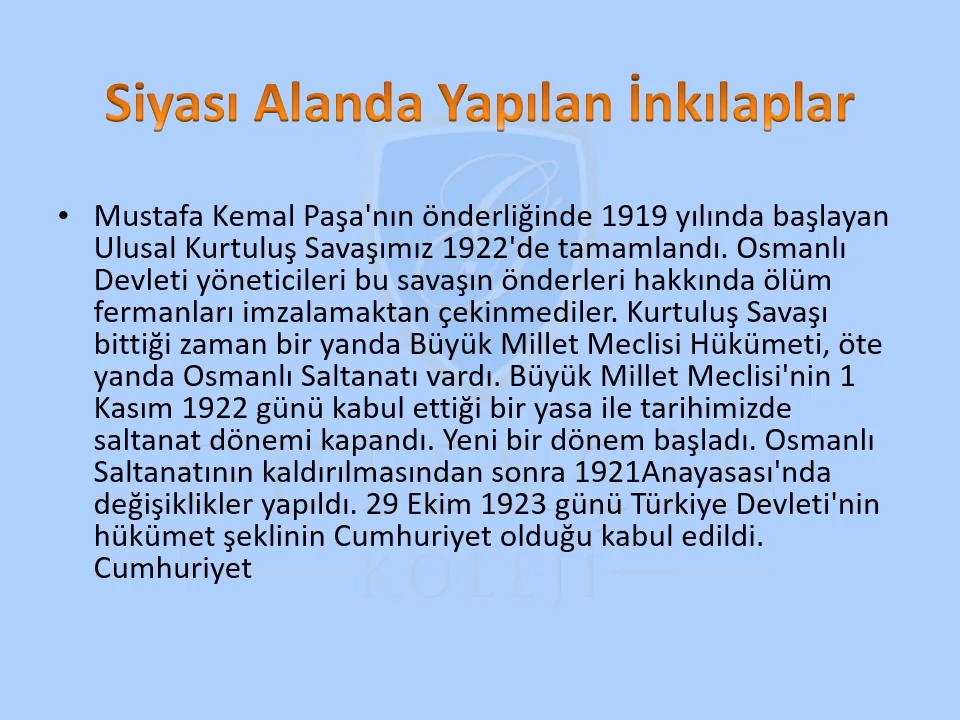 Siyası Alanda Yapılan İnkılaplar
• Mustafa Kemal Paşa'nın önderliğinde 1919 yılında başlayan
Ulusal Kurtuluş Savaşımız 1922'de tamamlandı. Osmanlı
Devleti yöneticileri bu savaşın önderleri hakkında ölüm
fermanları imzalamaktan çekinmediler. Kurtuluş Savaşı
bittiği zaman bir yanda Büyük Millet Meclisi Hükümeti, öte
yanda Osmanlı Saltanatı vardı. Büyük Millet Meclisi'nin 1
Kasım 1922 günü kabul ettiği bir yasa ile tarihimizde
saltanat dönemi kapandı. Yeni bir dönem başladı. Osmanlı
Saltanatının kaldırılmasından sonra 1921Anayasası'nda
değişiklikler yapıldı. 29 Ekim 1923 günü Türkiye Devleti'nin
hükümet şeklinin Cumhuriyet olduğu kabul edildi.
Cumhuriyet
KOLEJİ